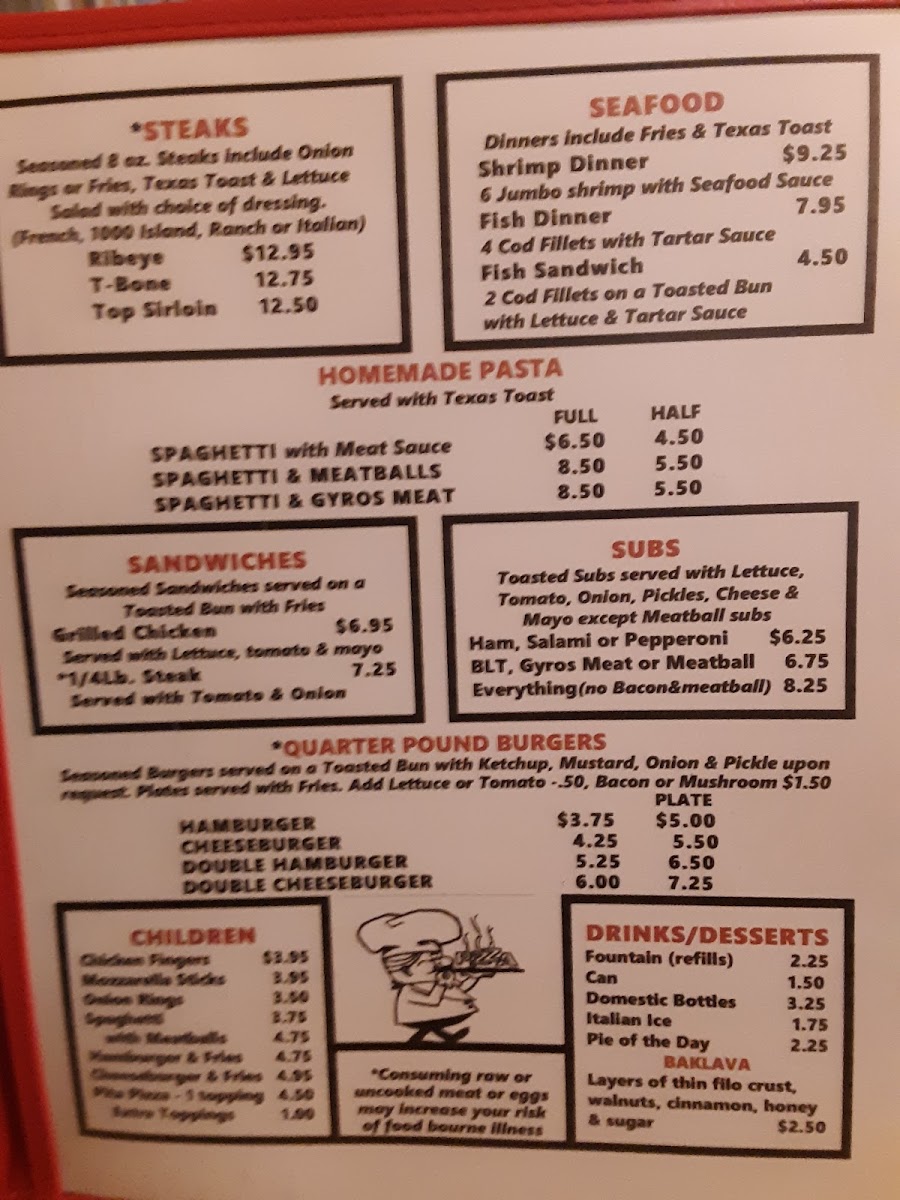 *STEAKS
Seasoned 8 oz. Steaks include Onion
Rings or Fries, Texas Toast & Lettuce
Salad with choice of dressing.
(French, 1000 Island, Ranch or Italian)
Ribeye $12.95
T-Bone 12.75
Top Sirloin 12.50
SEAFOOD
Dinners include Fries & Texas Toast
Shrimp Dinner $9.25
6 Jumbo shrimp with Seafood Sauce
Fish Dinner 7.95
4 Cod Fillets with Tartar Sauce
Fish Sandwich 4.50
2 Cod Fillets on a Toasted Bun
with Lettuce & Tartar Sauce
HOMEMADE PASTA
Served with Texas Toast
FULL HALF
SPAGHETTI with Meat Sauce $6.50 4.50
SPAGHETTI & MEATBALLS 8.50 5.50
SPAGHETTI & GYROS MEAT 8.50 5.50
SANDWICHES
Seasoned Sandwiches served on a
Toasted Bun with Fries
Grilled Chicken $6.95
Served with Lettuce, tomato & mayo
*1/4Lb. Steak 7.25
Served with Tomato & Onion
SUBS
Toasted Subs served with Lettuce,
Tomato, Onion, Pickles, Cheese &
Mayo except Meatball subs
Ham, Salami or Pepperoni $6.25
BLT, Gyros Meat or Meatball 6.75
Everything(no Bacon&meatball) 8.25
*QUARTER POUND BURGERS
Seasoned Burgers served on a Toasted Bun with Ketchup, Mustard, Onion & Pickle upon
request. Plates served with Fries. Add Lettuce or Tomato -.50, Bacon or Mushroom $1.50
PLATE
HAMBURGER $3.75 $5.00
CHEESEBURGER 4.25 5.50
DOUBLE HAMBURGER 5.25 6.50
DOUBLE CHEESEBURGER 6.00 7.25
CHILDREN
Chicken Fingers $3.95
Mozzarella Sticks 3.95
Onion Rings 3.50
Spaghetti 3.75
with Meatballs 4.75
Hamburger & Fries 4.75
Cheeseburger & Fries 4.95
Pita Pizza - 1 topping 4.50
Extra Toppings 1.00
*Consuming raw or
uncooked meat or eggs
may increase your risk
of food bourne illness
DRINKS/DESSERTS
Fountain (refills) 2.25
Can 1.50
Domestic Bottles 3.25
Italian Ice 1.75
Pie of the Day 2.25
BAKLAVA
Layers of thin filo crust,
walnuts, cinnamon, honey
& sugar $2.50